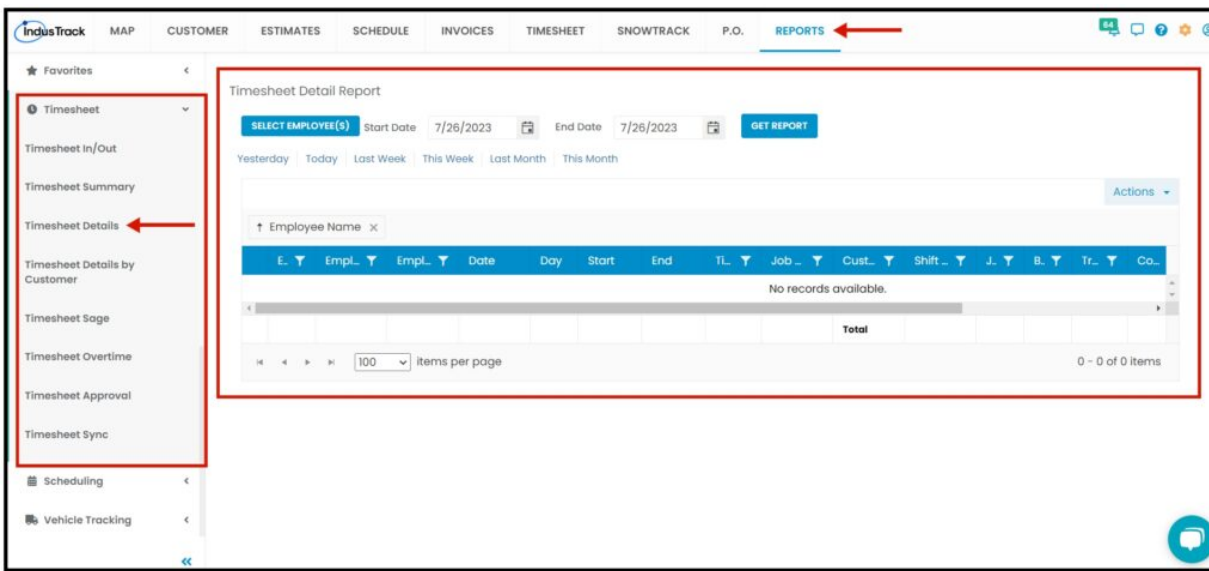 IndusTrack MAP CUSTOMER ESTIMATES SCHEDULE INVOICES TIMESHEET SNOWTRACK P.O. REPORTS 64
Favorites
Timesheet
Timesheet In/Out
Timesheet Summary
Timesheet Details
Timesheet Details by
Customer
Timesheet Sage
Timesheet Overtime
Timesheet Approval
Timesheet Sync
Scheduling
Vehicle Tracking
Timesheet Detail Report
SELECT EMPLOYEE(S) Start Date 7/26/2023 End Date 7/26/2023 GET REPORT
Yesterday Today Last Week This Week Last Month This Month
Actions
Employee Name
E.. Empl... Empl... Date Day Start End Ti... Job ... Cust... Shift ... J.. B.. Tr... Co...
No records available.
Total
100 items per page 0 - 0 of 0 items